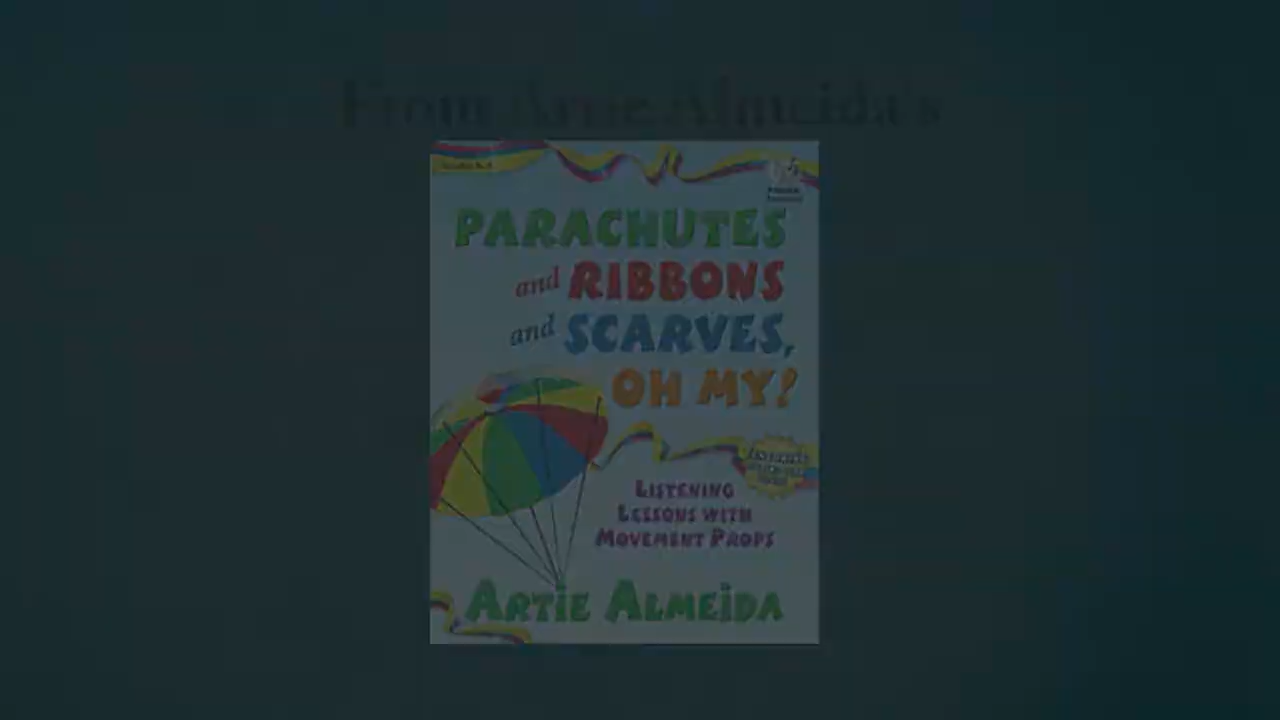 From Artie Almeida's
PARACHUTES
and RIBBONS
and SCARVES,
OH MY!
LISTENING
LESSONS WITH
MOVEMENT PROPS
ARTIE ALMEIDA